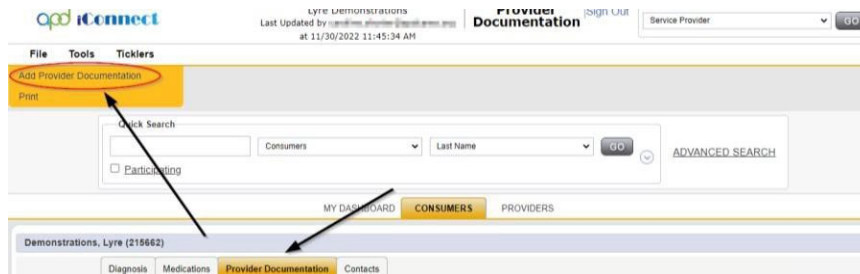 apd iConnect
Lyre Demonstrations
Last Updated by
at 11/30/2022 11:45:34 AM
Provider
Documentation
Sign Out
Service Provider
GO
File Tools Ticklers
Add Provider Documentation
Print
Quick Search
Consumers
Last Name
GO
ADVANCED SEARCH
Participating
MY DASHBOARD CONSUMERS PROVIDERS
Demonstrations, Lyre (215662)
Diagnosis Medications Provider Documentation Contacts